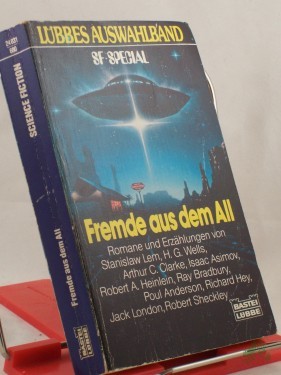 LÜBBES AUSWAHLBAND
SF SPECIAL
Fremde aus dem All
Romane und Erzählungen von
Stanislaw Lem, H. G. Wells,
Arthur C. Clarke, Isaac Asimov,
Robert A. Heinlein, Ray Bradbury,
Poul Anderson, Richard Hey,
Jack London, Robert Sheckley
BASTEI
LÜBBE
SCIENCE FICTION
Fremde aus dem All
BASTEI
LÜBBE